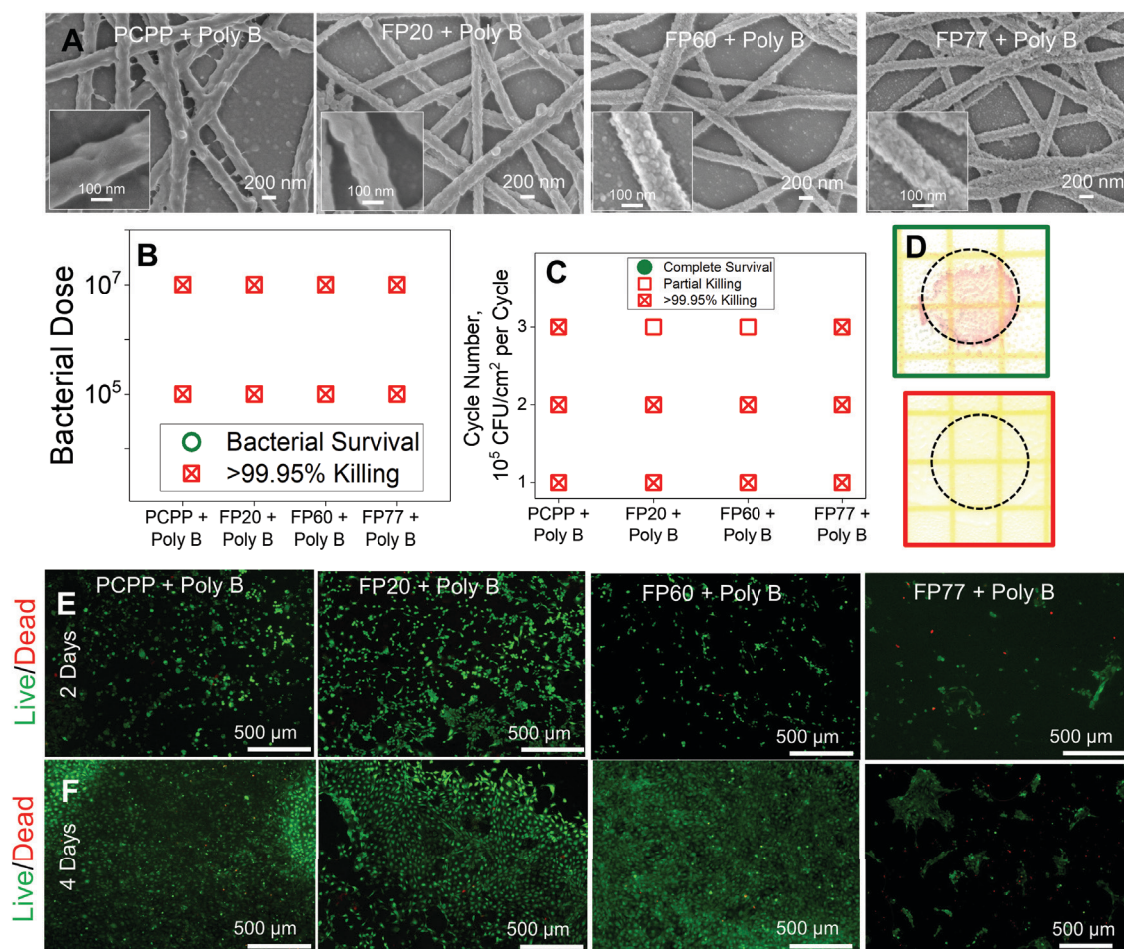 A
PCPP + Poly B
FP20 + Poly B
FP60 + Poly B
FP77 + Poly B
100 nm
200 nm
100 nm
200 nm
100 nm
200 nm
100 nm
200 nm
B
Bacterial Dose
10⁷
10⁵
Bacterial Survival
>99.95% Killing
PCPP +
Poly B
FP20 +
Poly B
FP60 +
Poly B
FP77 +
Poly B
C
Cycle Number,
10⁵ CFU/cm² per Cycle
Complete Survival
Partial Killing
>99.95% Killing
3
2
1
PCPP +
Poly B
FP20 +
Poly B
FP60 +
Poly B
FP77 +
Poly B
D
Live/Dead
E
2 Days
PCPP + Poly B
FP20 + Poly B
FP60 + Poly B
FP77 + Poly B
500 µm
500 µm
500 µm
500 µm
Live/Dead
F
4 Days
500 µm
500 µm
500 µm
500 µm